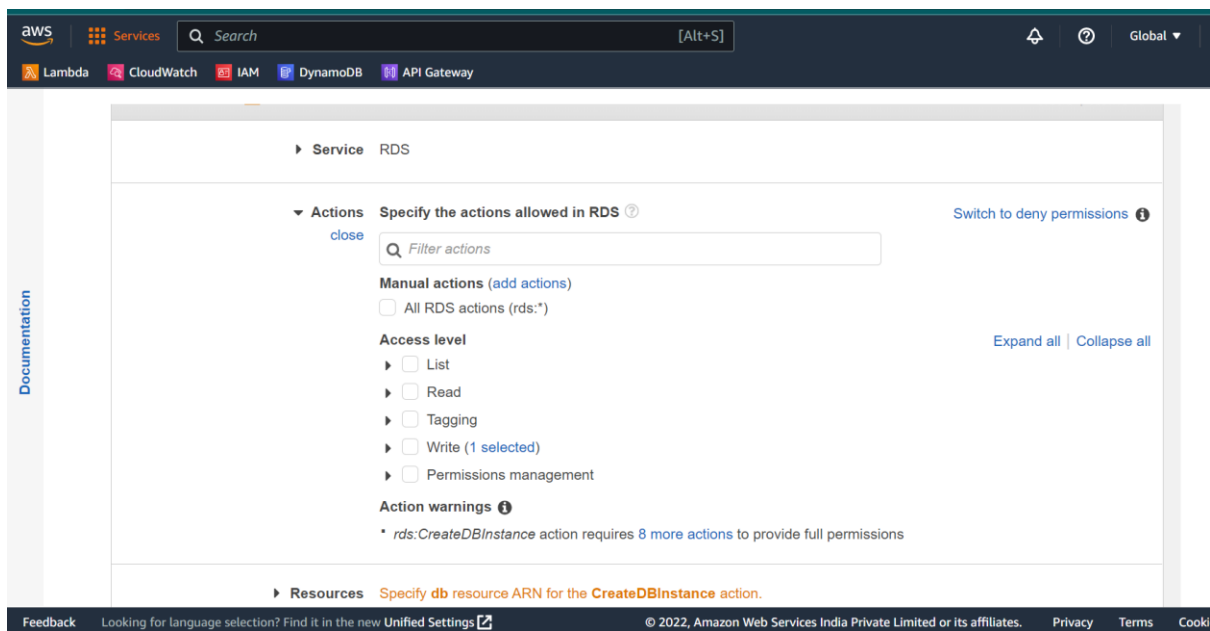 aws Services Search [Alt+S] Global
Lambda CloudWatch IAM DynamoDB API Gateway
Service RDS
Actions Specify the actions allowed in RDS Switch to deny permissions
close
Filter actions
Manual actions (add actions)
All RDS actions (rds:*)
Access level Expand all | Collapse all
List
Read
Tagging
Write (1 selected)
Permissions management
Action warnings
• rds:CreateDBInstance action requires 8 more actions to provide full permissions
Resources Specify db resource ARN for the CreateDBInstance action.
Documentation
Feedback Looking for language selection? Find it in the new Unified Settings © 2022, Amazon Web Services India Private Limited or its affiliates. Privacy Terms Cooki